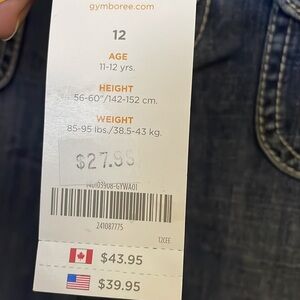 gymboree.com
12
AGE
11-12 yrs.
HEIGHT
56-60"/142-152 cm.
WEIGHT
85-95 lbs./38.5-43 kg.
$27.95
241087775
12CEE
$43.95
$39.95